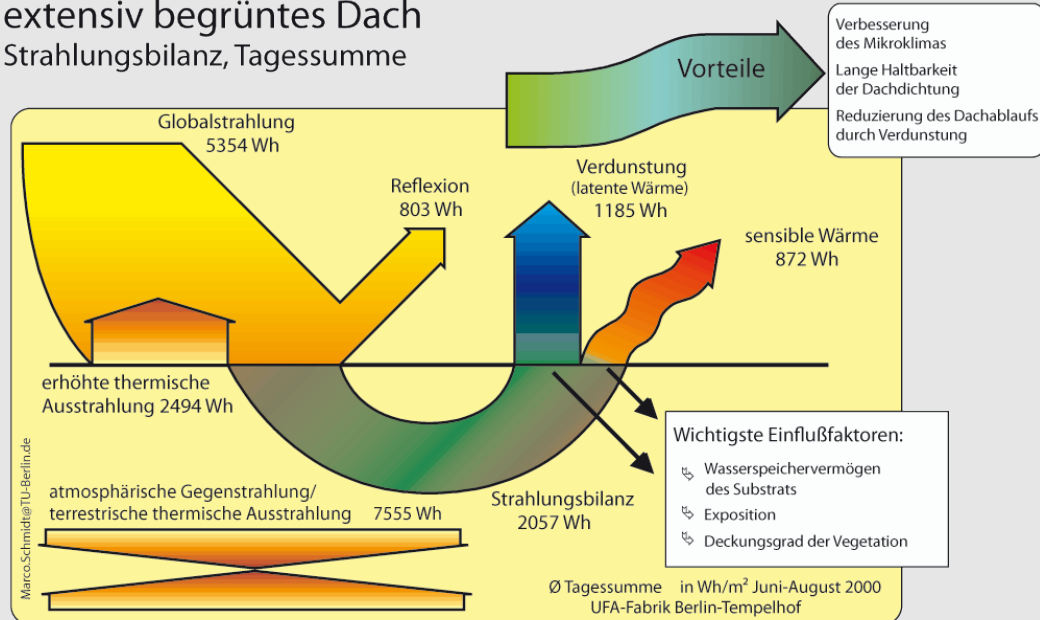 extensiv begrüntes Dach
Strahlungsbilanz, Tagessumme
Vorteile
Verbesserung
des Mikroklimas
Lange Haltbarkeit
der Dachdichtung
Reduzierung des Dachablaufs
durch Verdunstung
Globalstrahlung
5354 Wh
Reflexion
803 Wh
Verdunstung
(latente Wärme)
1185 Wh
sensible Wärme
872 Wh
erhöhte thermische
Ausstrahlung 2494 Wh
Wichtigste Einflußfaktoren:
Wasserspeichervermögen
des Substrats
Exposition
Deckungsgrad der Vegetation
Strahlungsbilanz
2057 Wh
atmosphärische Gegenstrahlung/
terrestrische thermische Ausstrahlung 7555 Wh
Ø Tagessumme in Wh/m² Juni-August 2000
UFA-Fabrik Berlin-Tempelhof
Marco.Schmidt@TU-Berlin.de